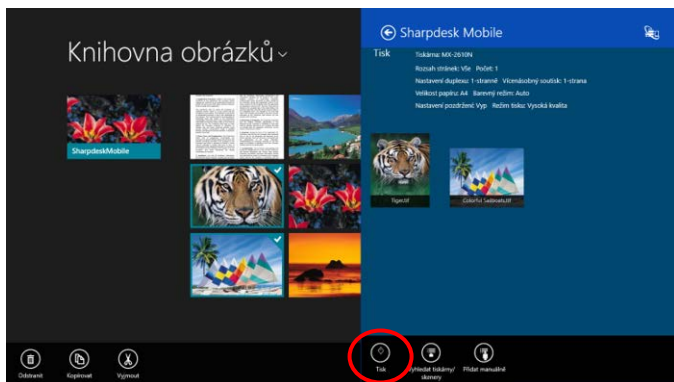 Knihovna obrázků
SharpdeskMobile
Odstranit
Kopírovat
Vyjmout
Sharpdesk Mobile
Tisk
Tiskárna: MX-2610N
Rozsah stránek: Vše Počet: 1
Nastavení duplexu: 1-stranně Vícenásobný soutisk: 1-strana
Velikost papíru: A4 Barevný režim: Auto
Nastavení pozdržené Vyp Režim tisku: Vysoká kvalita
Tiger.tif
Colorful Sailboats.tif
Tisk
Vyhledat tiskárny/
skenery
Přidat manuálně